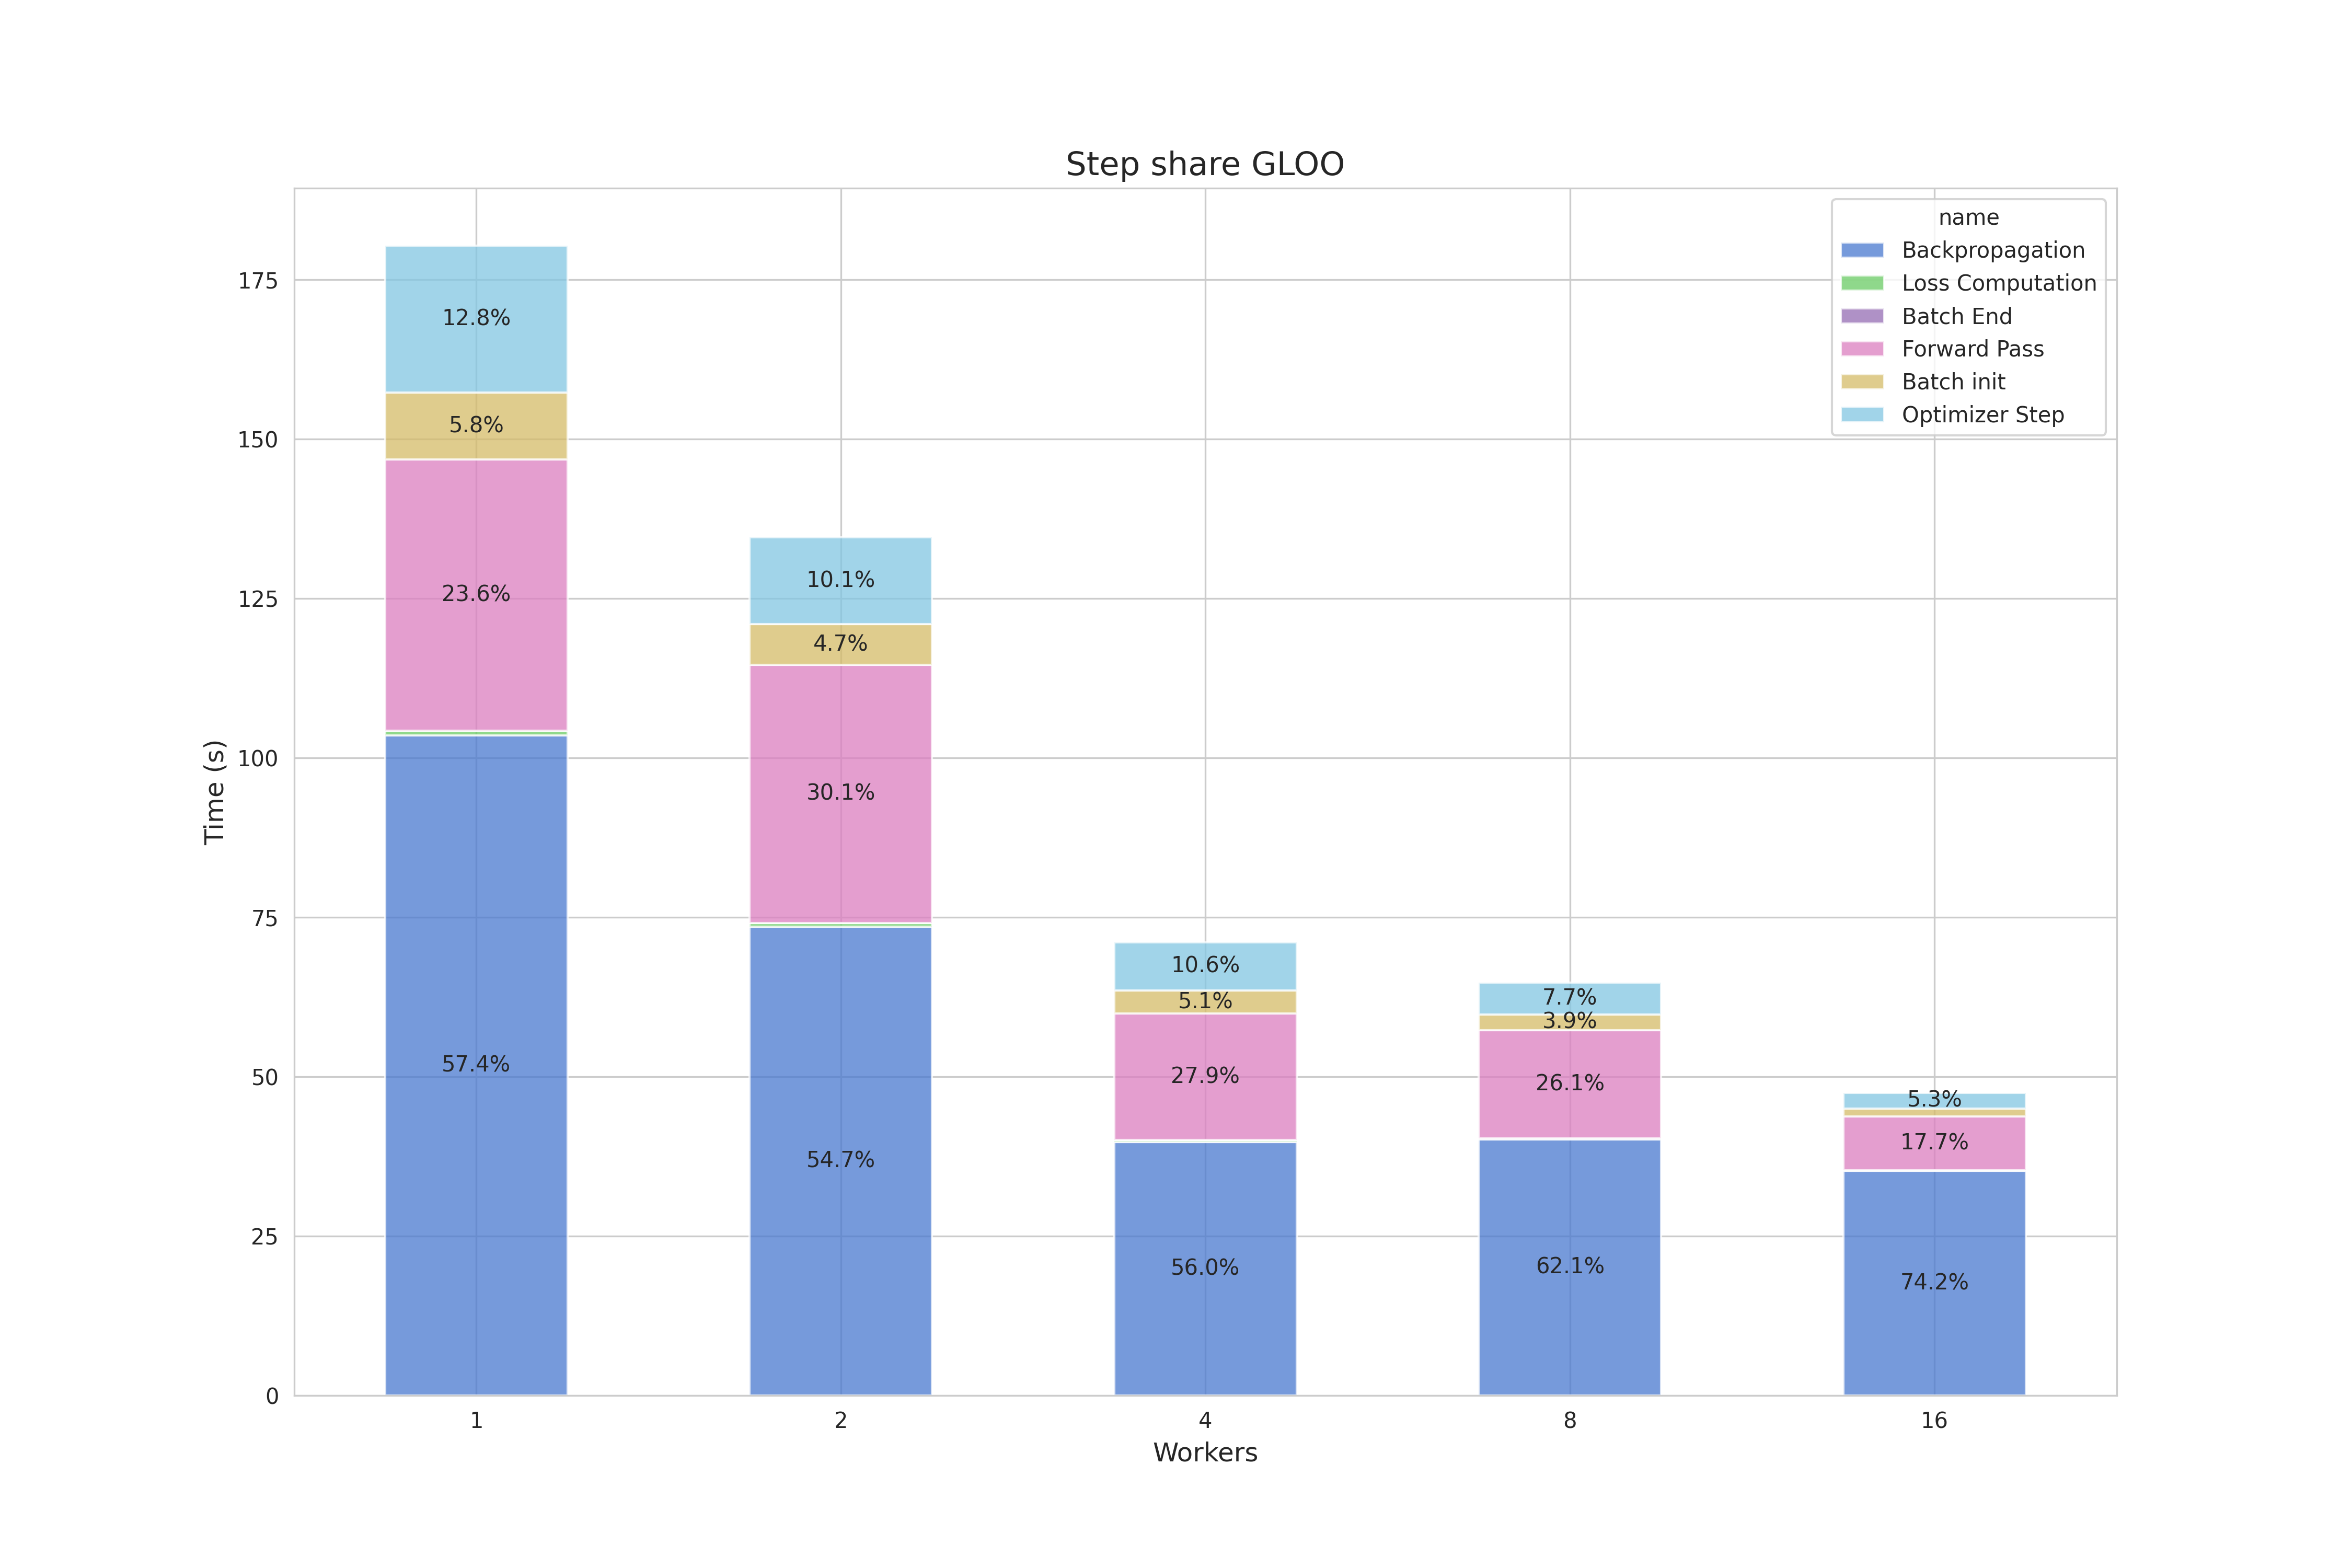 Step share GLOO
name
Backpropagation
Loss Computation
Batch End
Forward Pass
Batch init
Optimizer Step
Time (s)
175
150
125
100
75
50
25
0
12.8%
5.8%
23.6%
57.4%
10.1%
4.7%
30.1%
54.7%
10.6%
5.1%
27.9%
56.0%
7.7%
3.9%
26.1%
62.1%
5.3%
17.7%
74.2%
1 2 4 8 16
Workers